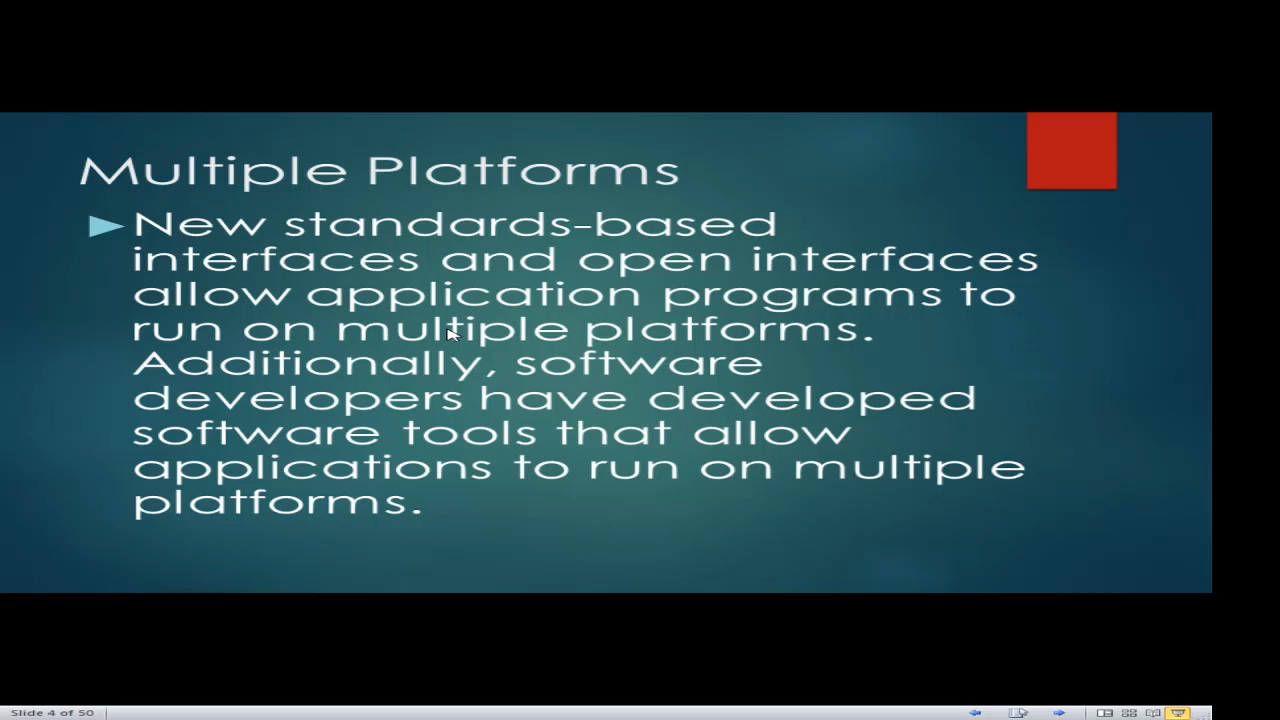 Multiple Platforms
New standards-based
interfaces and open interfaces
allow application programs to
run on multiple platforms.
Additionally, software
developers have developed
software tools that allow
applications to run on multiple
platforms.
Slide 4 of 50